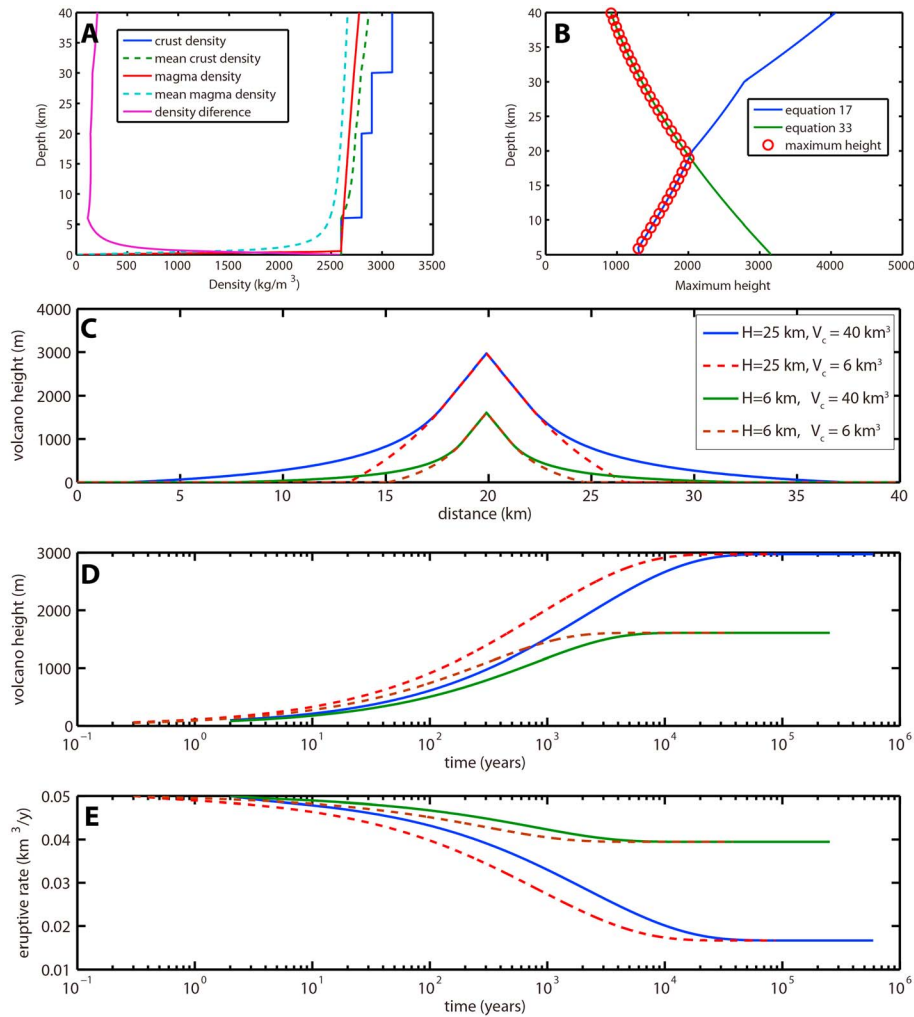 A
40
35
30
25
20
15
10
5
0
Depth (km)
crust density
mean crust density
magma density
mean magma density
density diference
0 500 1000 1500 2000 2500 3000 3500
Density (kg/m³)
B
40
35
30
25
20
15
10
5
Depth (km)
equation 17
equation 33
maximum height
0 1000 2000 3000 4000 5000
Maximum height
C
4000
3000
2000
1000
0
volcano height (m)
H=25 km, Vc = 40 km³
H=25 km, Vc = 6 km³
H=6 km, Vc = 40 km³
H=6 km, Vc = 6 km³
0 5 10 15 20 25 30 35 40
distance (km)
D
3000
2000
1000
0
volcano height (m)
10⁻¹ 10⁰ 10¹ 10² 10³ 10⁴ 10⁵ 10⁶
time (years)
E
0.05
0.04
0.03
0.02
0.01
eruptive rate (km³/y)
10⁻¹ 10⁰ 10¹ 10² 10³ 10⁴ 10⁵ 10⁶
time (years)